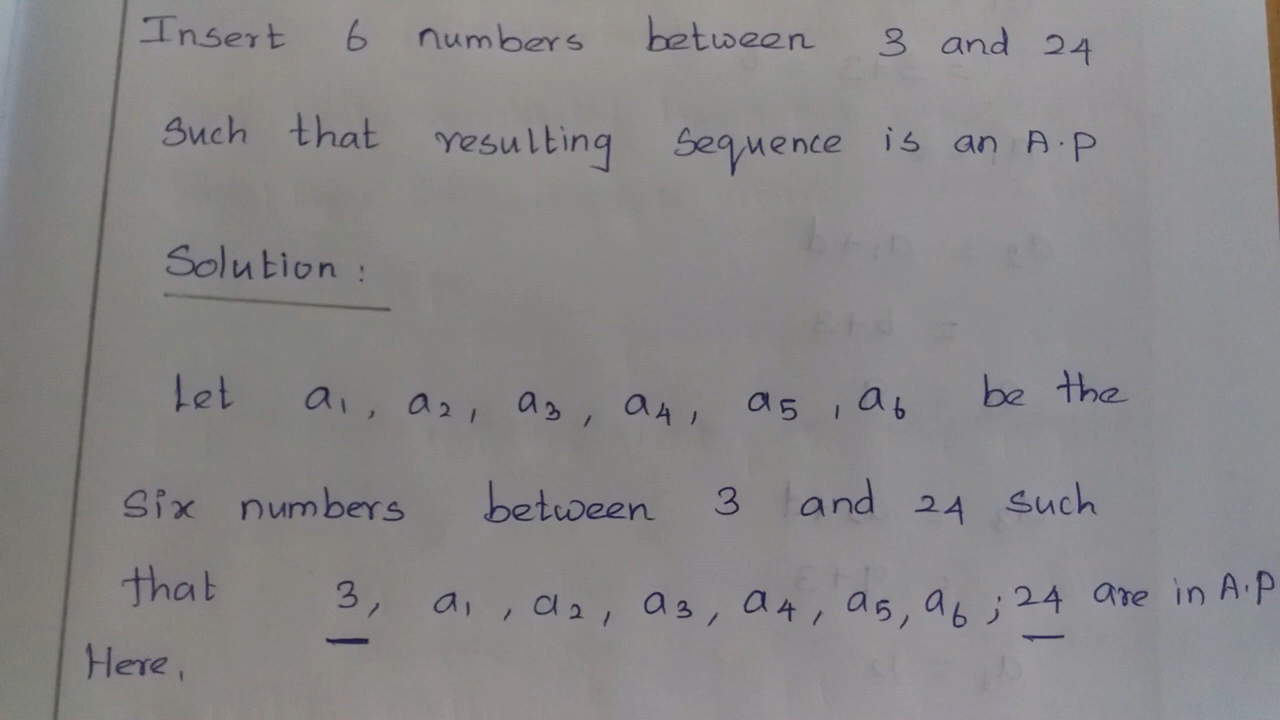 Insert 6 numbers between 3 and 24
Such that resulting sequence is an A.P
Solution :
Let a₁, a₂, a₃, a₄, a₅, a₆ be the
Six numbers between 3 and 24 such
that 3, a₁, a₂, a₃, a₄, a₅, a₆; 24 are in A.P
Here,